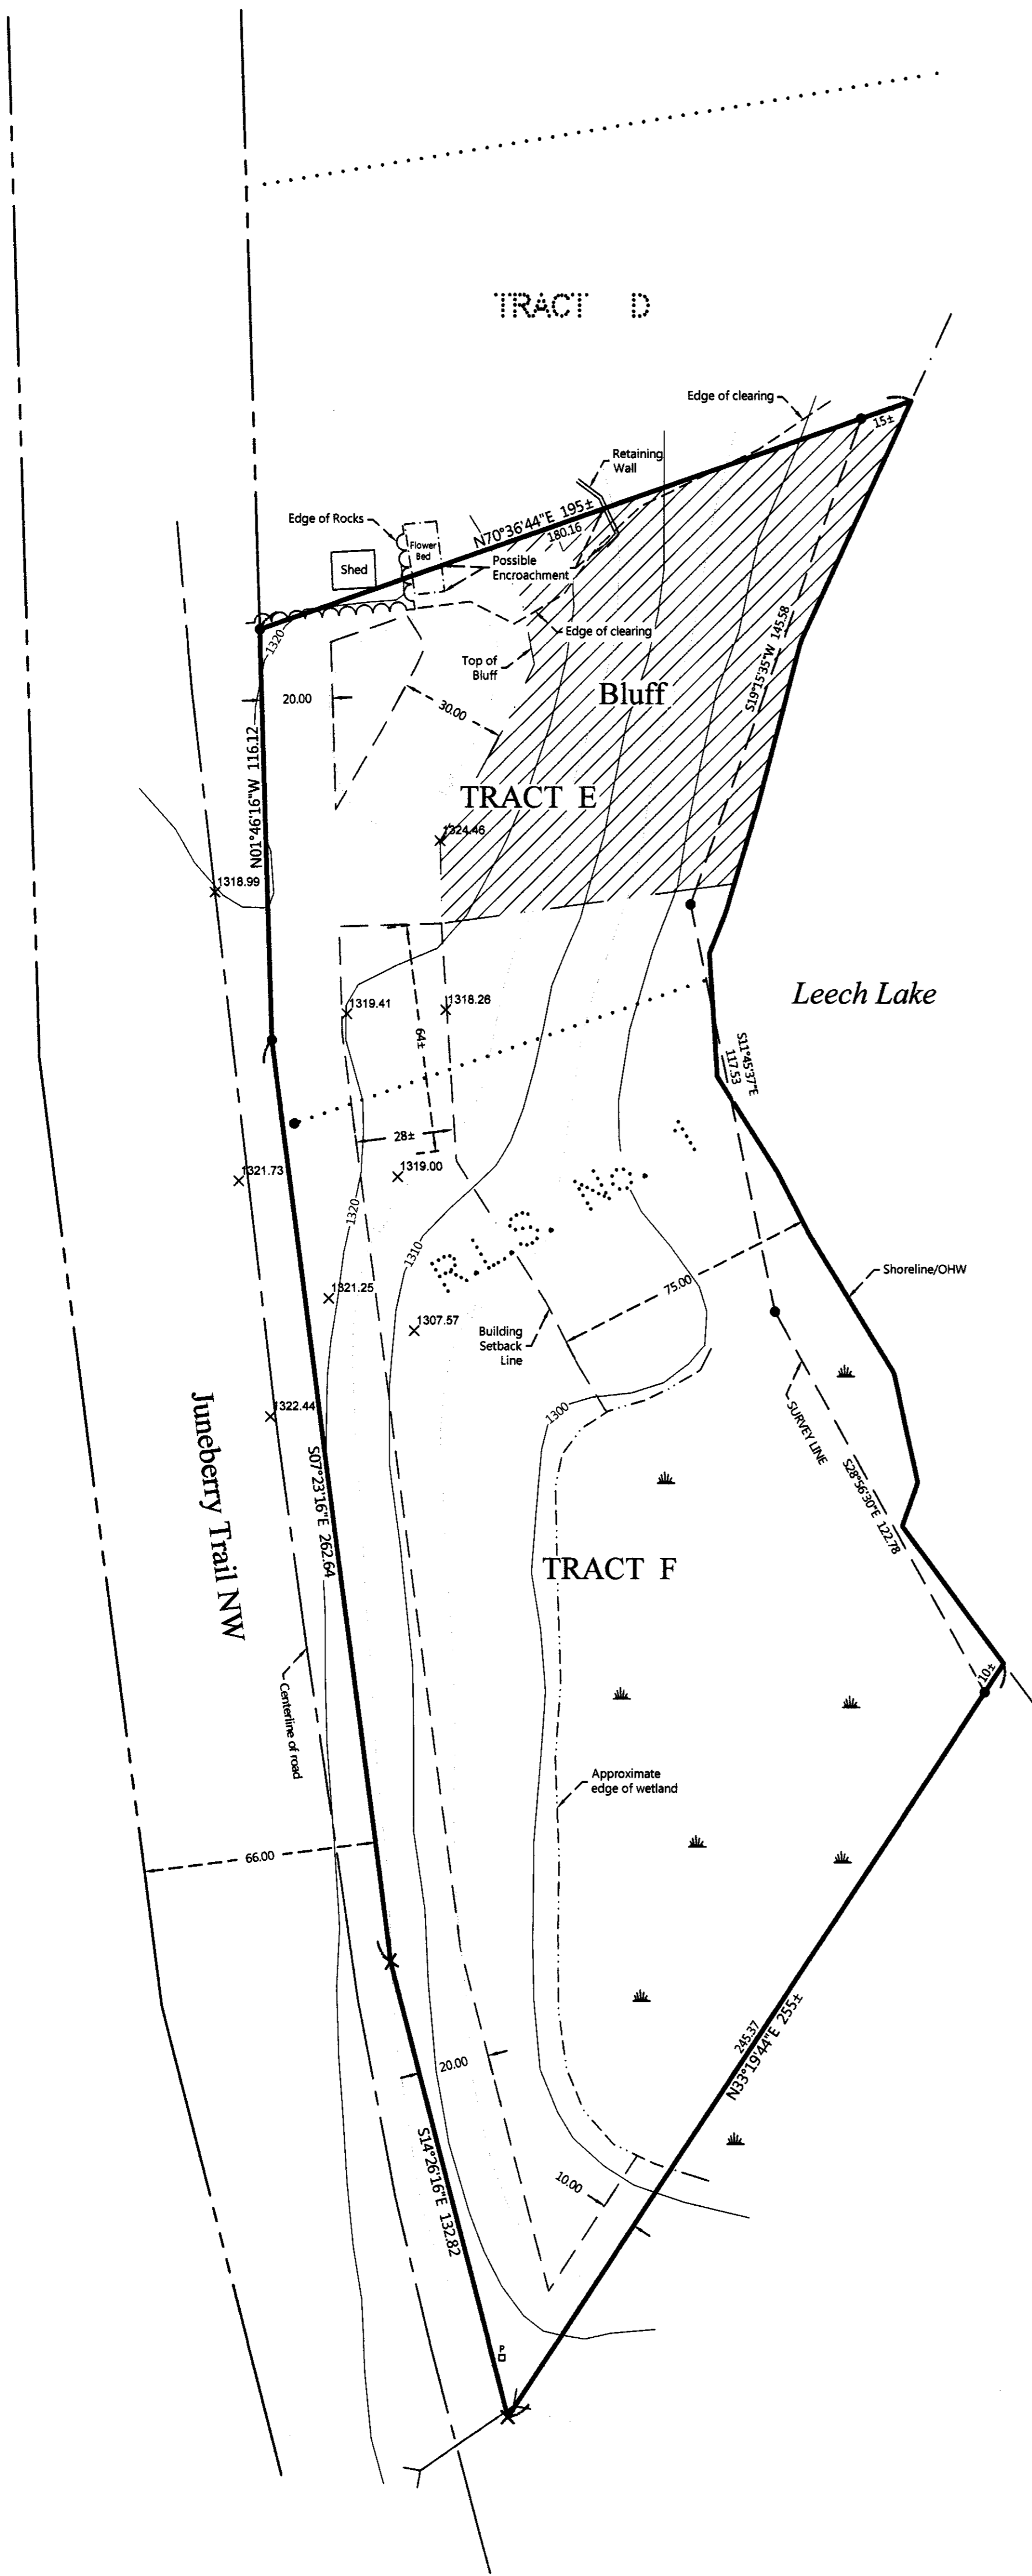 TRACT D
Edge of clearing
15±
Retaining
Wall
N70°36'44"E 195±
180.16
Edge of Rocks
Flower
Bed
Shed
Possible
Encroachment
Edge of clearing
1320
Top of
Bluff
S19°15'35"W 145.58
Bluff
20.00
30.00
N01°46'16"W 116.12
TRACT E
1324.46
1318.99
Leech Lake
1319.41
1318.26
64±
S11°45'37"E
117.53
28±
1319.00
1321.73
R.L.S. No. 1
1320
1310
75.00
Shoreline/OHW
1321.25
1307.57
Building
Setback
Line
1300
1322.44
SURVEY LINE
Juneberry Trail NW
S07°23'16"E 262.64
S28°56'30"E 122.78
TRACT F
10±
Centerline of road
Approximate
edge of wetland
66.00
245.37
N33°19'44"E 255±
20.00
S14°26'16"E 132.82
10.00
P